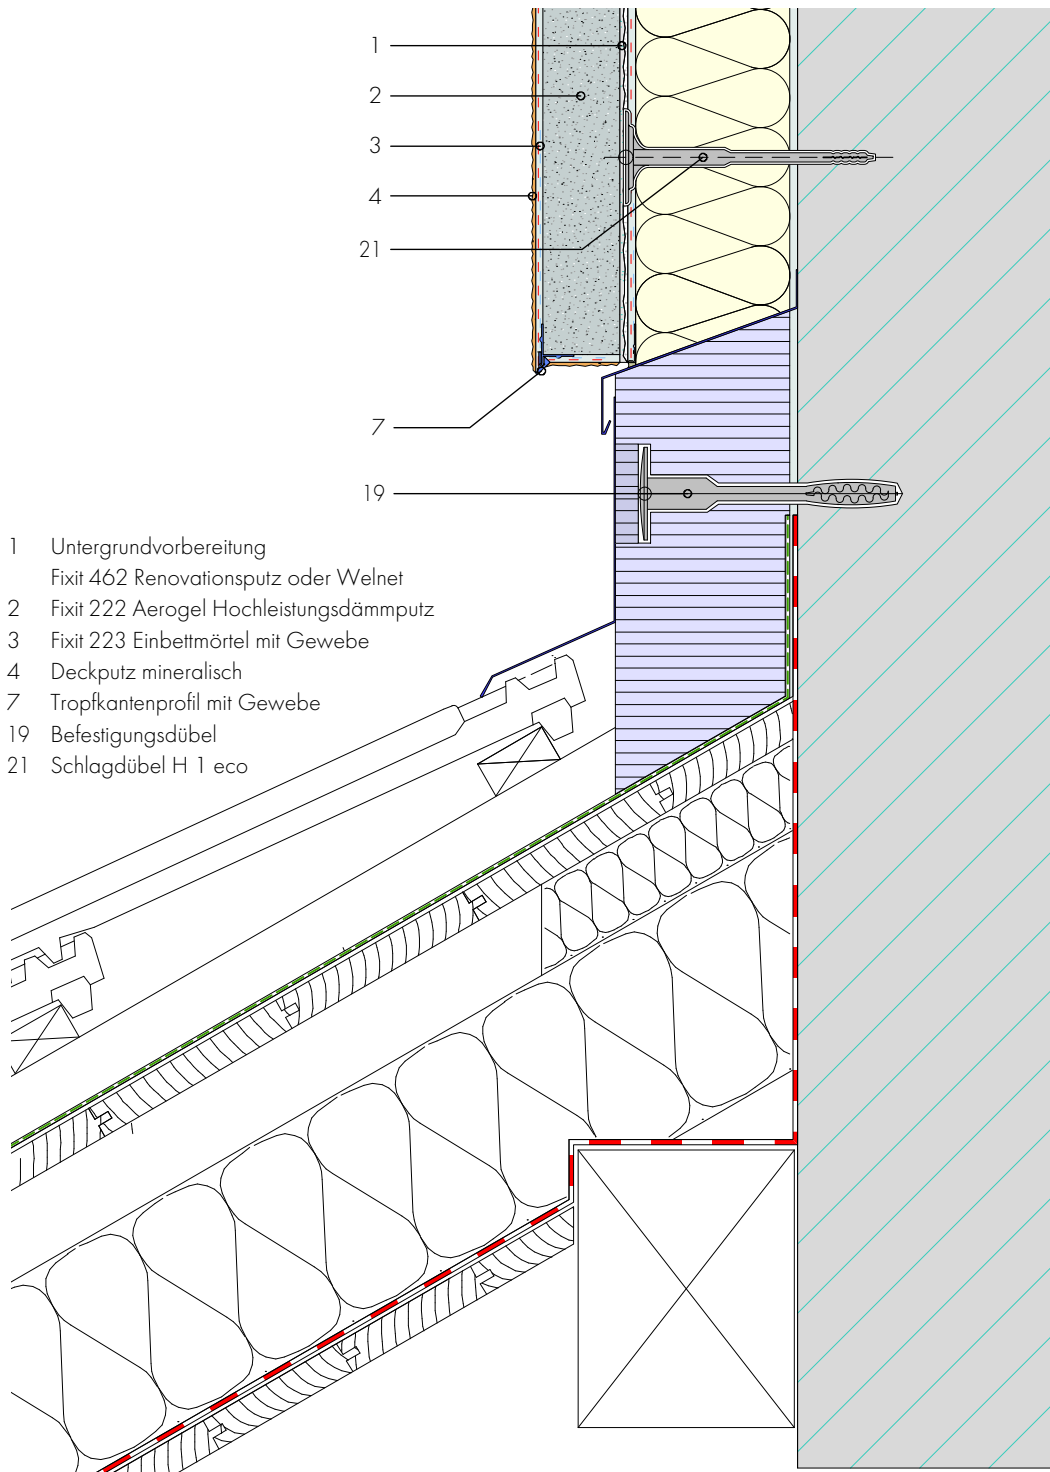 1
2
3
4
21
7
19
1 Untergrundvorbereitung
Fixit 462 Renovationsputz oder Welnet
2 Fixit 222 Aerogel Hochleistungsdämmputz
3 Fixit 223 Einbettmörtel mit Gewebe
4 Deckputz mineralisch
7 Tropfkantenprofil mit Gewebe
19 Befestigungsdübel
21 Schlagdübel H 1 eco